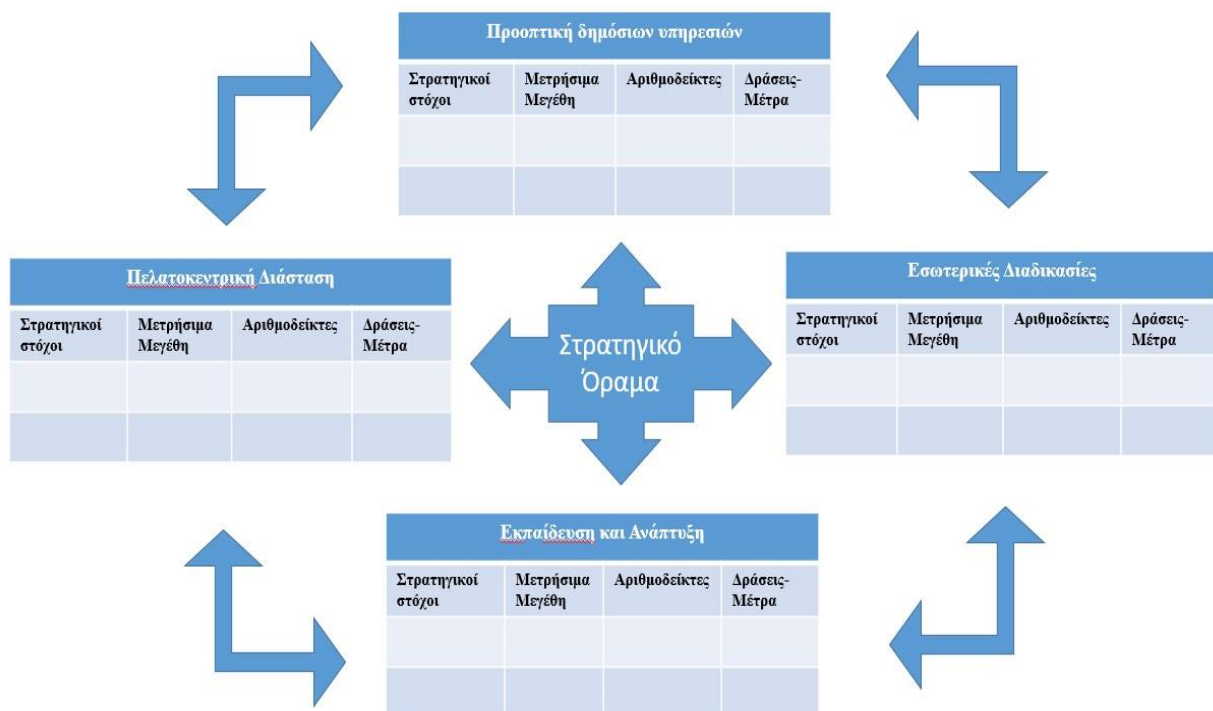 Προοπτική δημόσιων υπηρεσιών
Στρατηγικοί Μετρήσιμα Αριθμοδείκτες Δράσεις-
στόχοι Μεγέθη Μέτρα
Πελατοκεντρική Διάσταση
Στρατηγικοί Μετρήσιμα Αριθμοδείκτες Δράσεις-
στόχοι Μεγέθη Μέτρα
Στρατηγικό
Όραμα
Εσωτερικές Διαδικασίες
Στρατηγικοί Μετρήσιμα Αριθμοδείκτες Δράσεις-
στόχοι Μεγέθη Μέτρα
Εκπαίδευση και Ανάπτυξη
Στρατηγικοί Μετρήσιμα Αριθμοδείκτες Δράσεις-
στόχοι Μεγέθη Μέτρα